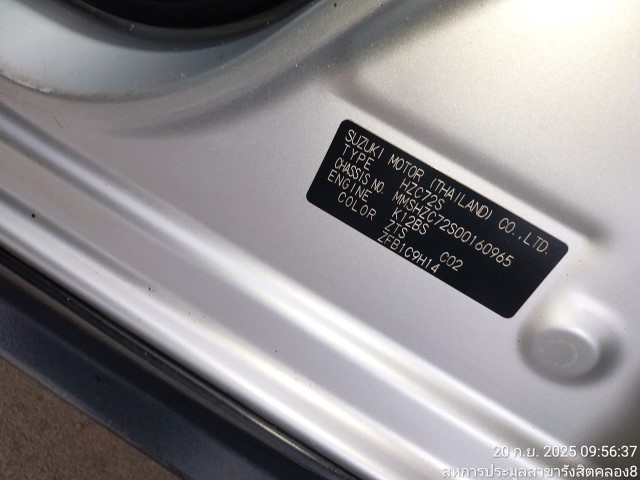 SUZUKI MOTOR (THAILAND) CO.,LTD.
TYPE HZC72S
CHASSIS NO. MMSHZC72S00160965
ENGINE K12BS
COLOR ZTS C02
ZFB1C9H14
20 ก.ย. 2025 09:56:37
สหการประมูลสาขารังสิตคลอง8